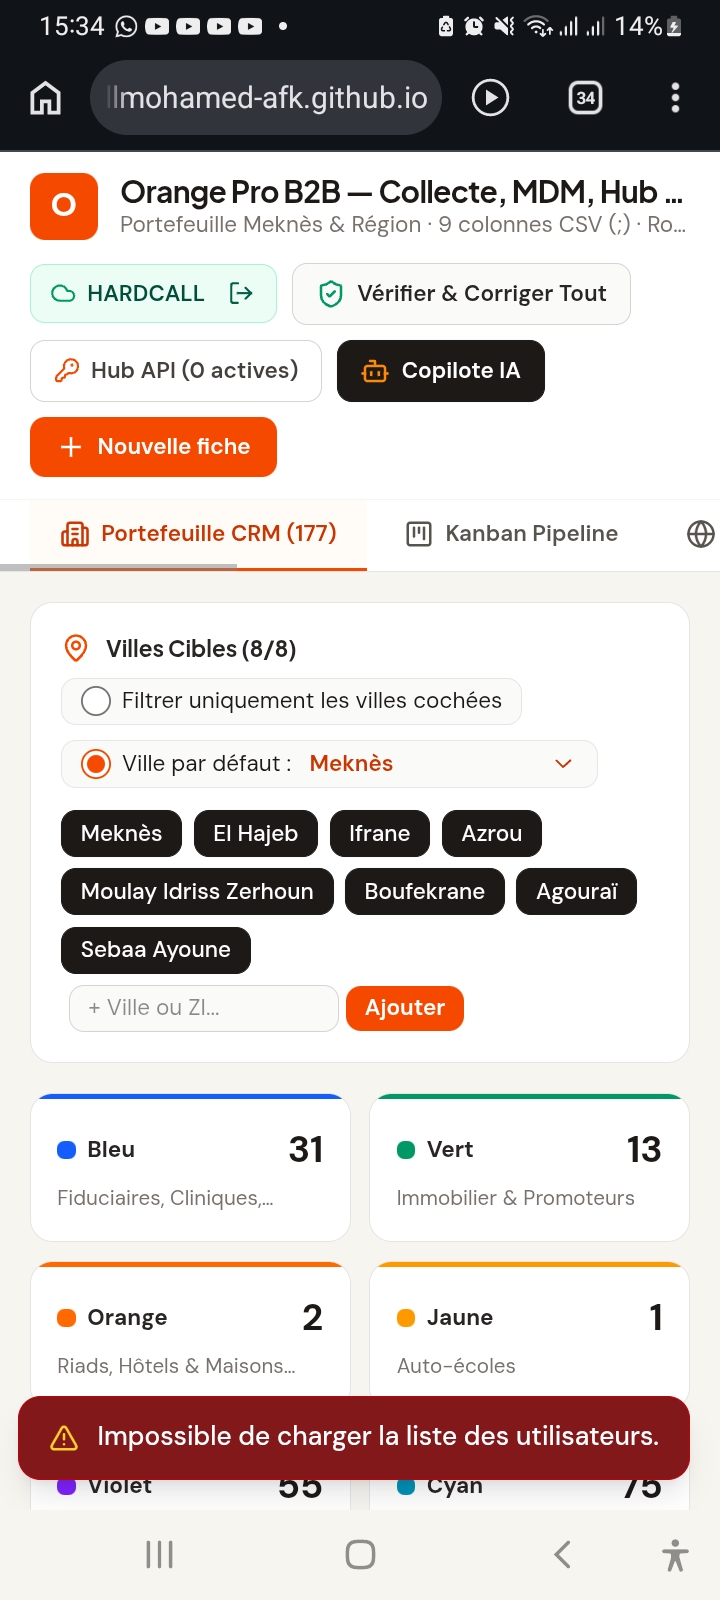 15:34
14%
llmohamed-afk.github.io
34
O
Orange Pro B2B — Collecte, MDM, Hub ...
Portefeuille Meknès & Région · 9 colonnes CSV (;) · Ro...
HARDCALL
Vérifier & Corriger Tout
Hub API (0 actives)
Copilote IA
+ Nouvelle fiche
Portefeuille CRM (177)
Kanban Pipeline
Villes Cibles (8/8)
Filtrer uniquement les villes cochées
Ville par défaut : Meknès
Meknès
El Hajeb
Ifrane
Azrou
Moulay Idriss Zerhoun
Boufekrane
Agouraï
Sebaa Ayoune
+ Ville ou ZI...
Ajouter
Bleu 31
Fiduciaires, Cliniques,...
Vert 13
Immobilier & Promoteurs
Orange 2
Riads, Hôtels & Maisons...
Jaune 1
Auto-écoles
Impossible de charger la liste des utilisateurs.
Violet 55
Cyan 75